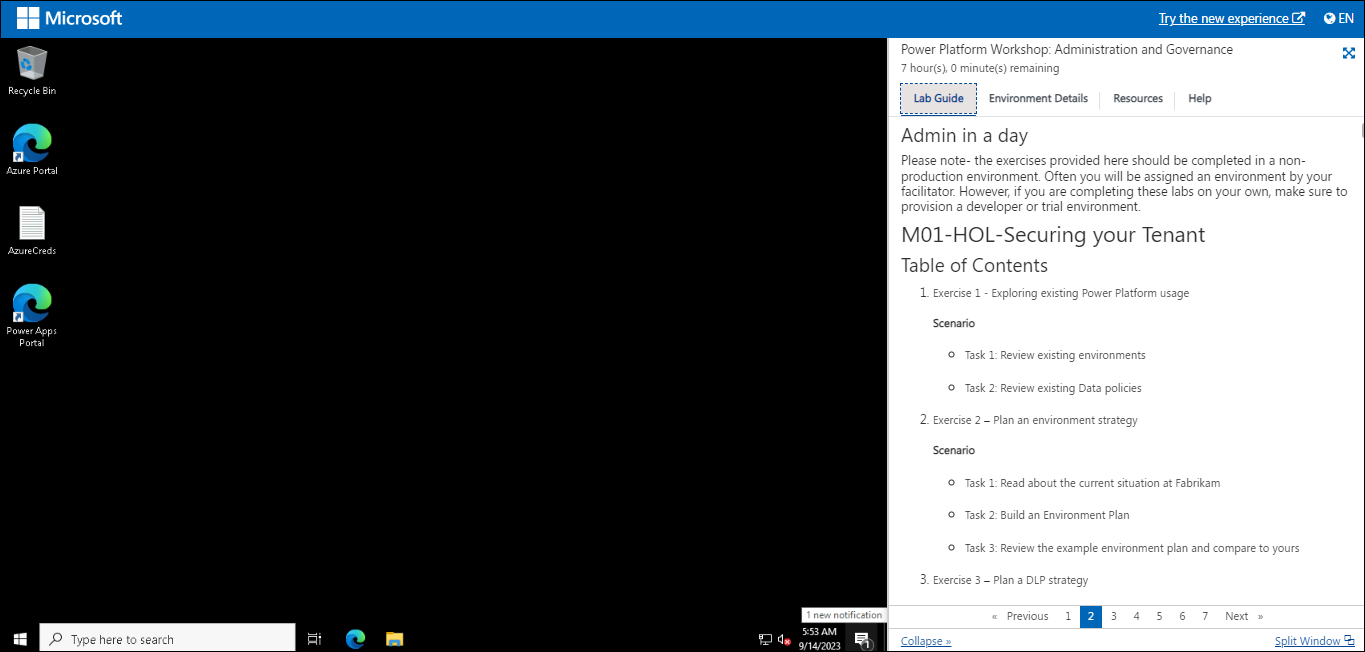 Microsoft
Try the new experience
EN
Recycle Bin
Azure Portal
AzureCreds
Power Apps
Portal
Power Platform Workshop: Administration and Governance
7 hour(s), 0 minute(s) remaining
Lab Guide
Environment Details
Resources
Help
Admin in a day
Please note- the exercises provided here should be completed in a non-
production environment. Often you will be assigned an environment by your
facilitator. However, if you are completing these labs on your own, make sure to
provision a developer or trial environment.
M01-HOL-Securing your Tenant
Table of Contents
1. Exercise 1 - Exploring existing Power Platform usage
Scenario
Task 1: Review existing environments
Task 2: Review existing Data policies
2. Exercise 2 – Plan an environment strategy
Scenario
Task 1: Read about the current situation at Fabrikam
Task 2: Build an Environment Plan
Task 3: Review the example environment plan and compare to yours
3. Exercise 3 – Plan a DLP strategy
« Previous 1 2 3 4 5 6 7 Next »
Collapse »
Split Window
1 new notification
Type here to search
5:53 AM
9/14/2023
1